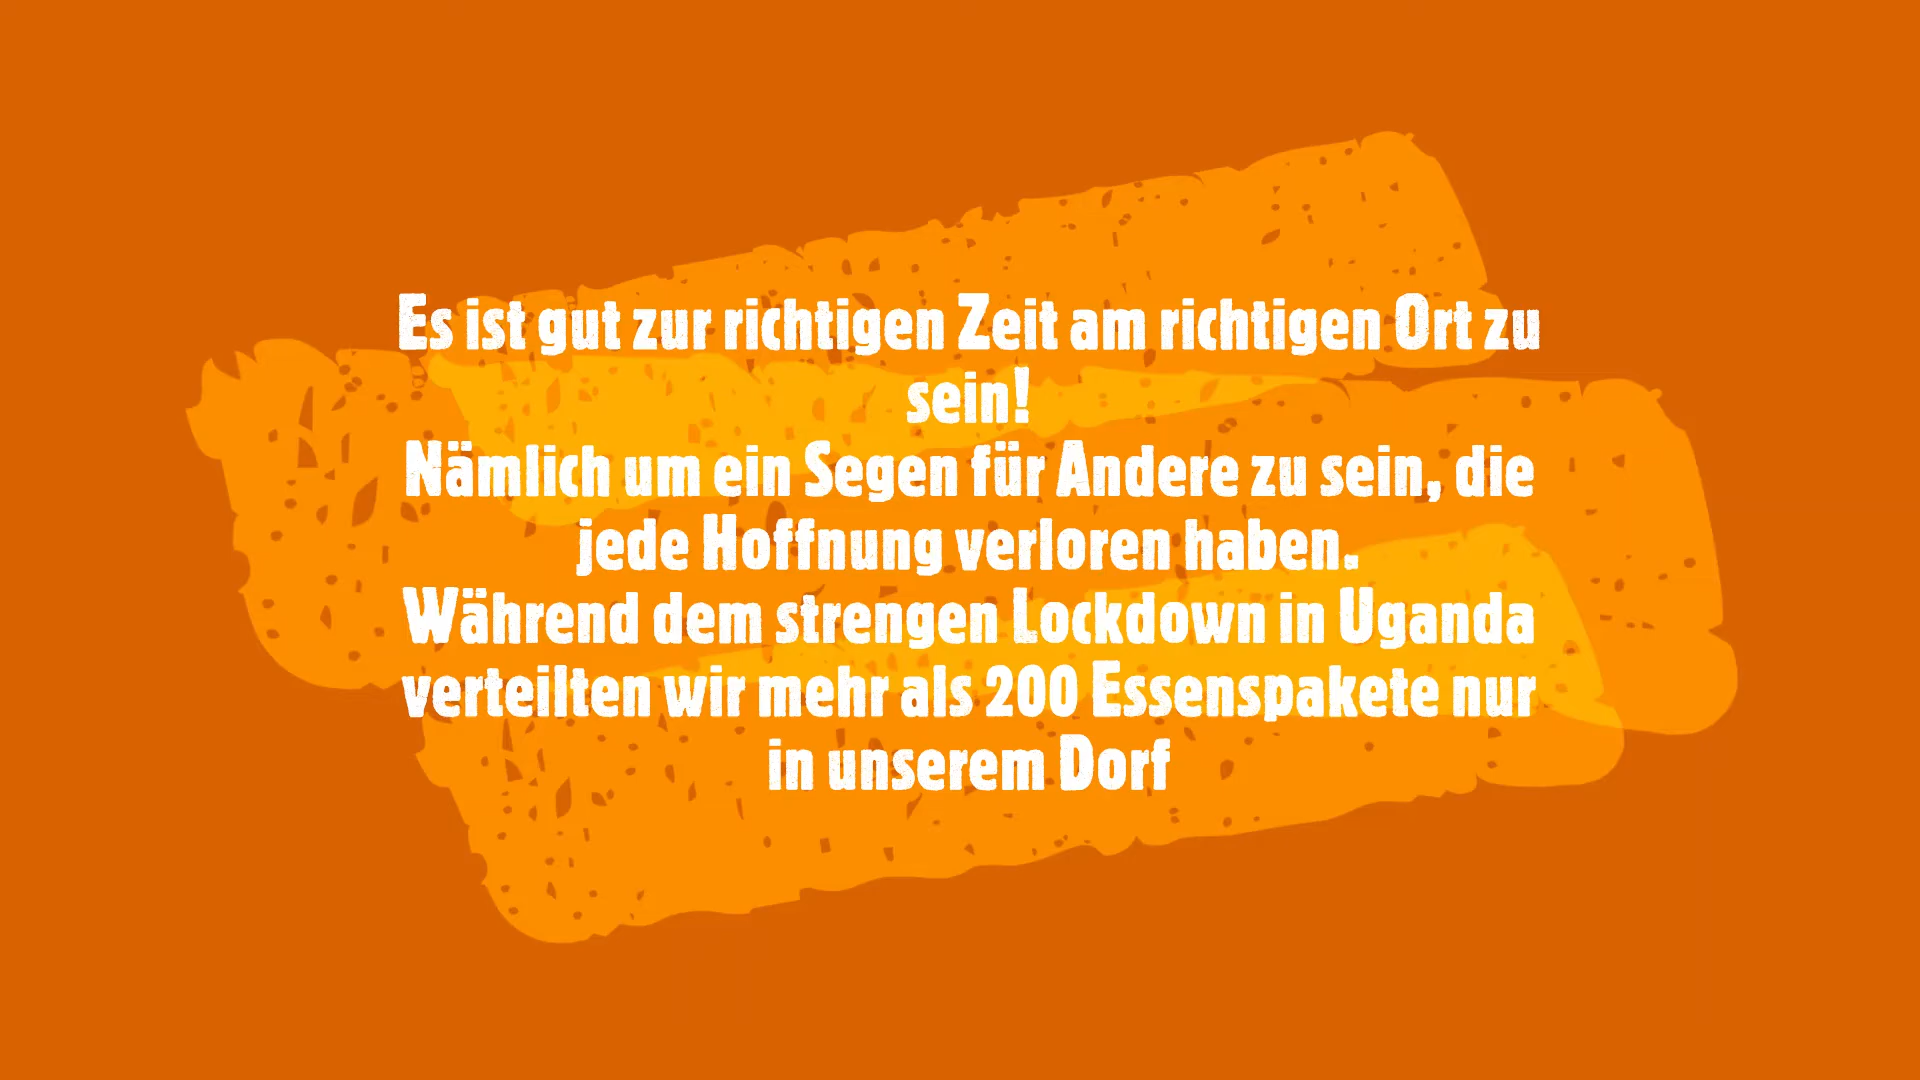 Es ist gut zur richtigen Zeit am richtigen Ort zu
sein!
Nämlich um ein Segen für Andere zu sein, die
jede Hoffnung verloren haben.
Während dem strengen Lockdown in Uganda
verteilten wir mehr als 200 Essenspakete nur
in unserem Dorf